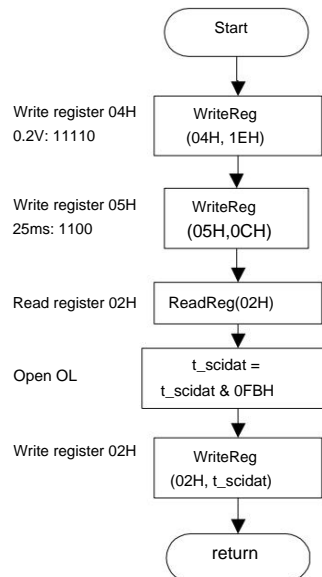 Start
Write register 04H
0.2V: 11110
WriteReg
(04H, 1EH)
Write register 05H
25ms: 1100
WriteReg
(05H,0CH)
Read register 02H
ReadReg(02H)
Open OL
t_scidat =
t_scidat & 0FBH
Write register 02H
WriteReg
(02H, t_scidat)
return